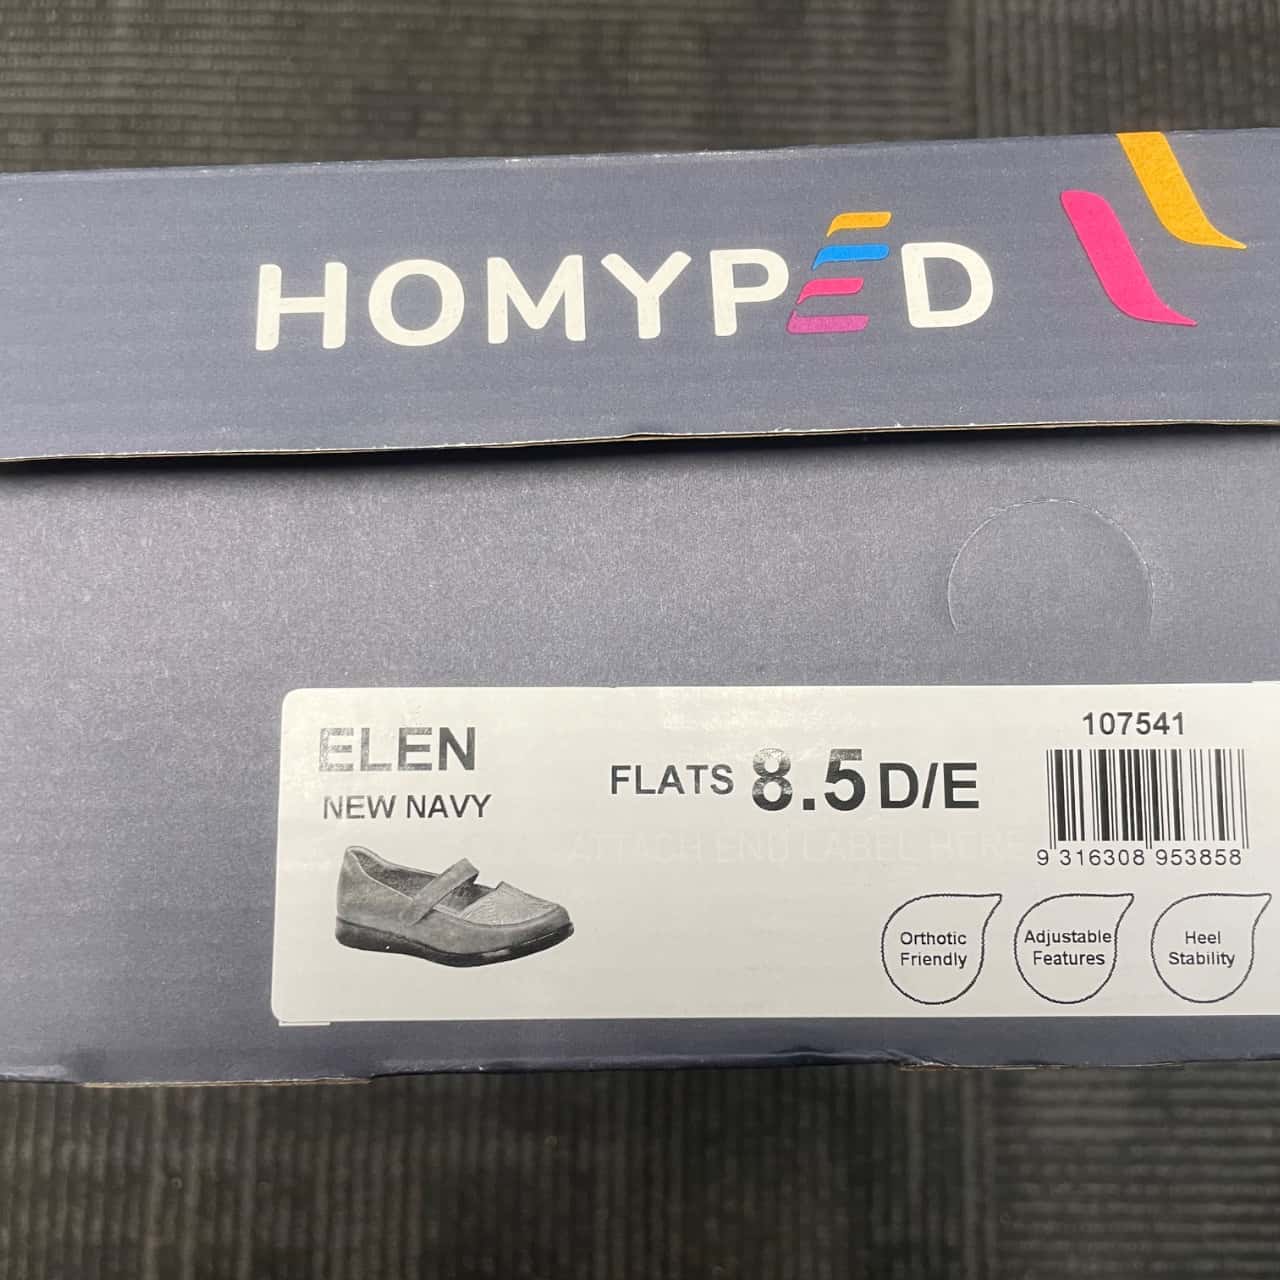 HOMYPED
ELEN
NEW NAVY
FLATS 8.5 D/E
107541
9 316308 953858
ATTACH END LABEL HERE
Orthotic
Friendly
Adjustable
Features
Heel
Stability